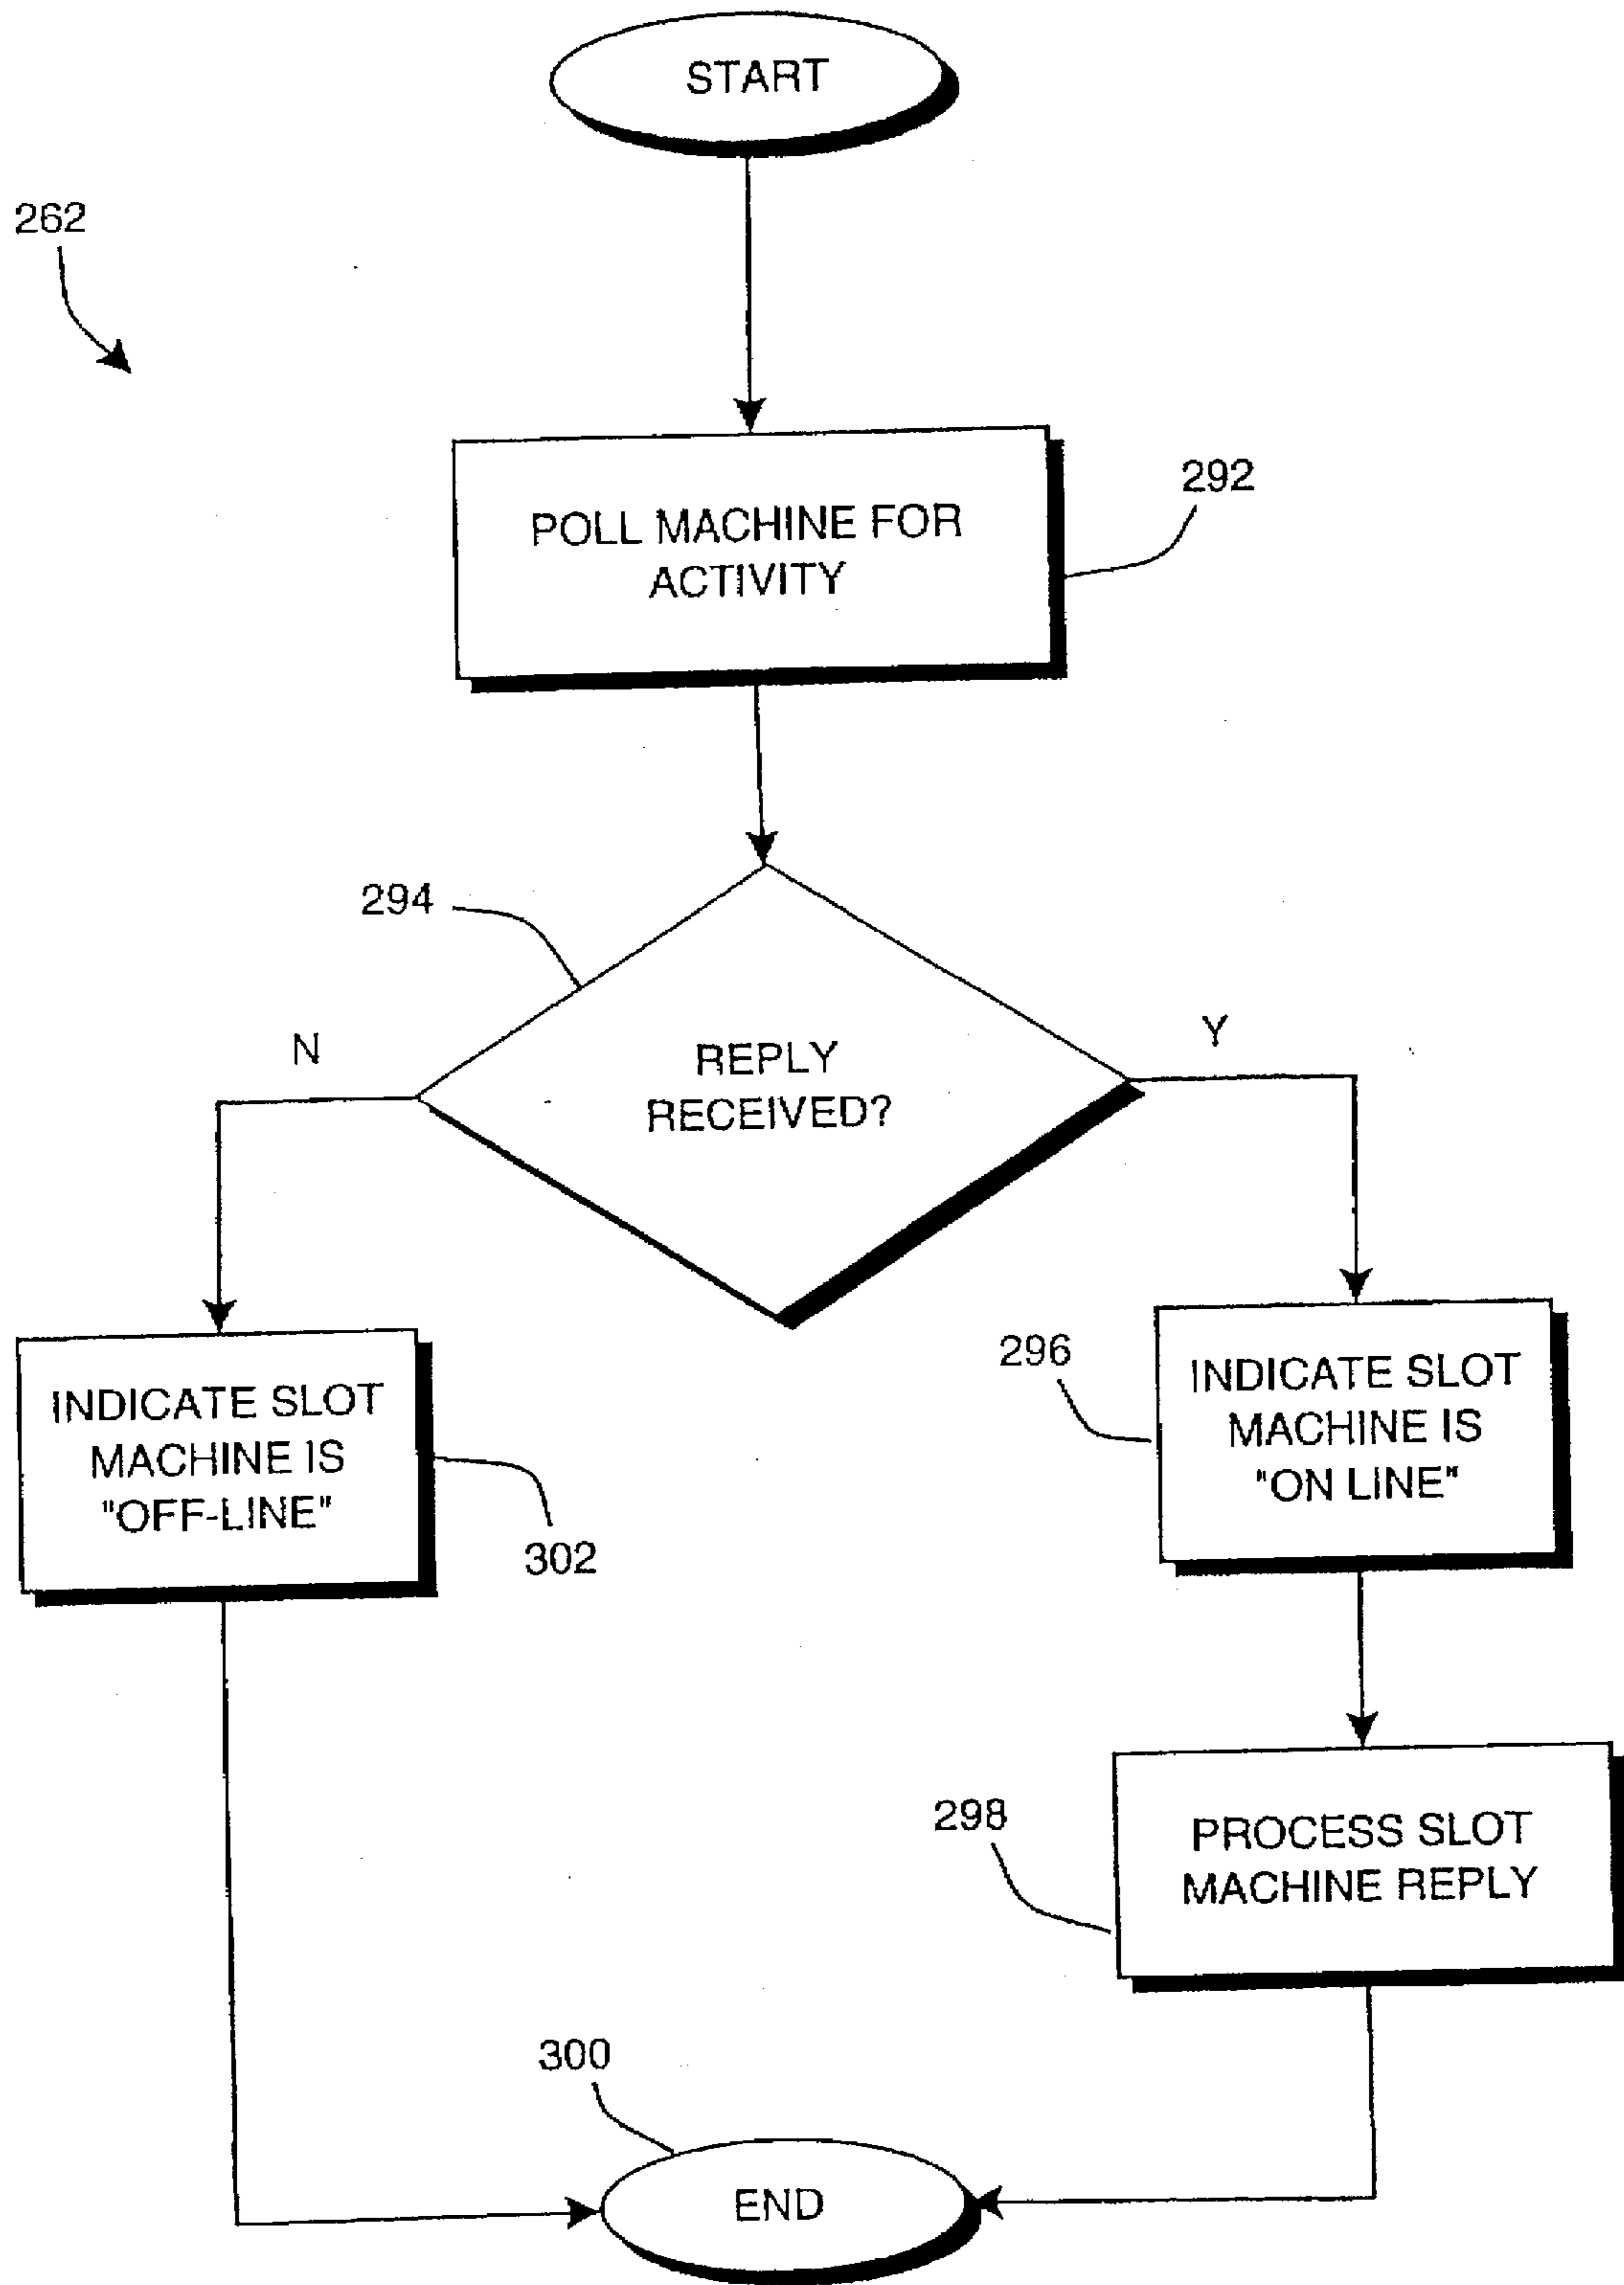 START
262
292
POLL MACHINE FOR
ACTIVITY
294
N
Y
REPLY
RECEIVED?
296
INDICATE SLOT
MACHINE IS
"OFF-LINE"
302
INDICATE SLOT
MACHINE IS
"ON LINE"
298
PROCESS SLOT
MACHINE REPLY
300
END